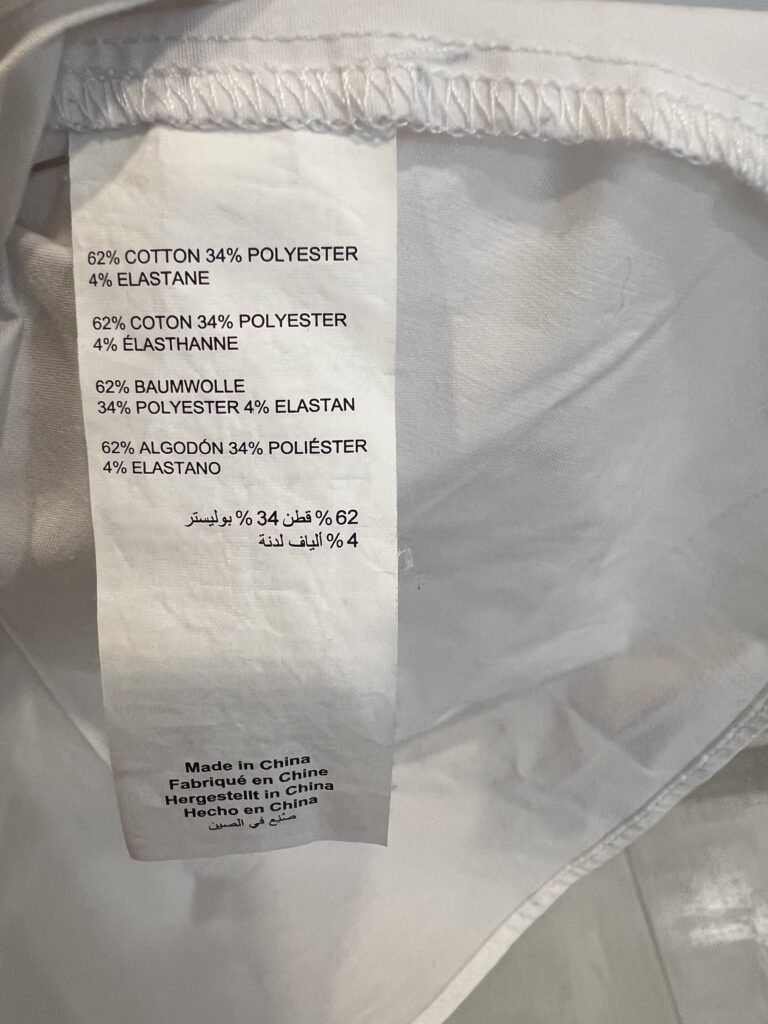 62% COTTON 34% POLYESTER
4% ELASTANE
62% COTON 34% POLYESTER
4% ÉLASTHANNE
62% BAUMWOLLE
34% POLYESTER 4% ELASTAN
62% ALGODÓN 34% POLIÉSTER
4% ELASTANO
62 % قطن 34 % بوليستر
4 % ألياف لدنة
Made in China
Fabriqué en Chine
Hergestellt in China
Hecho en China
صُنع في الصين